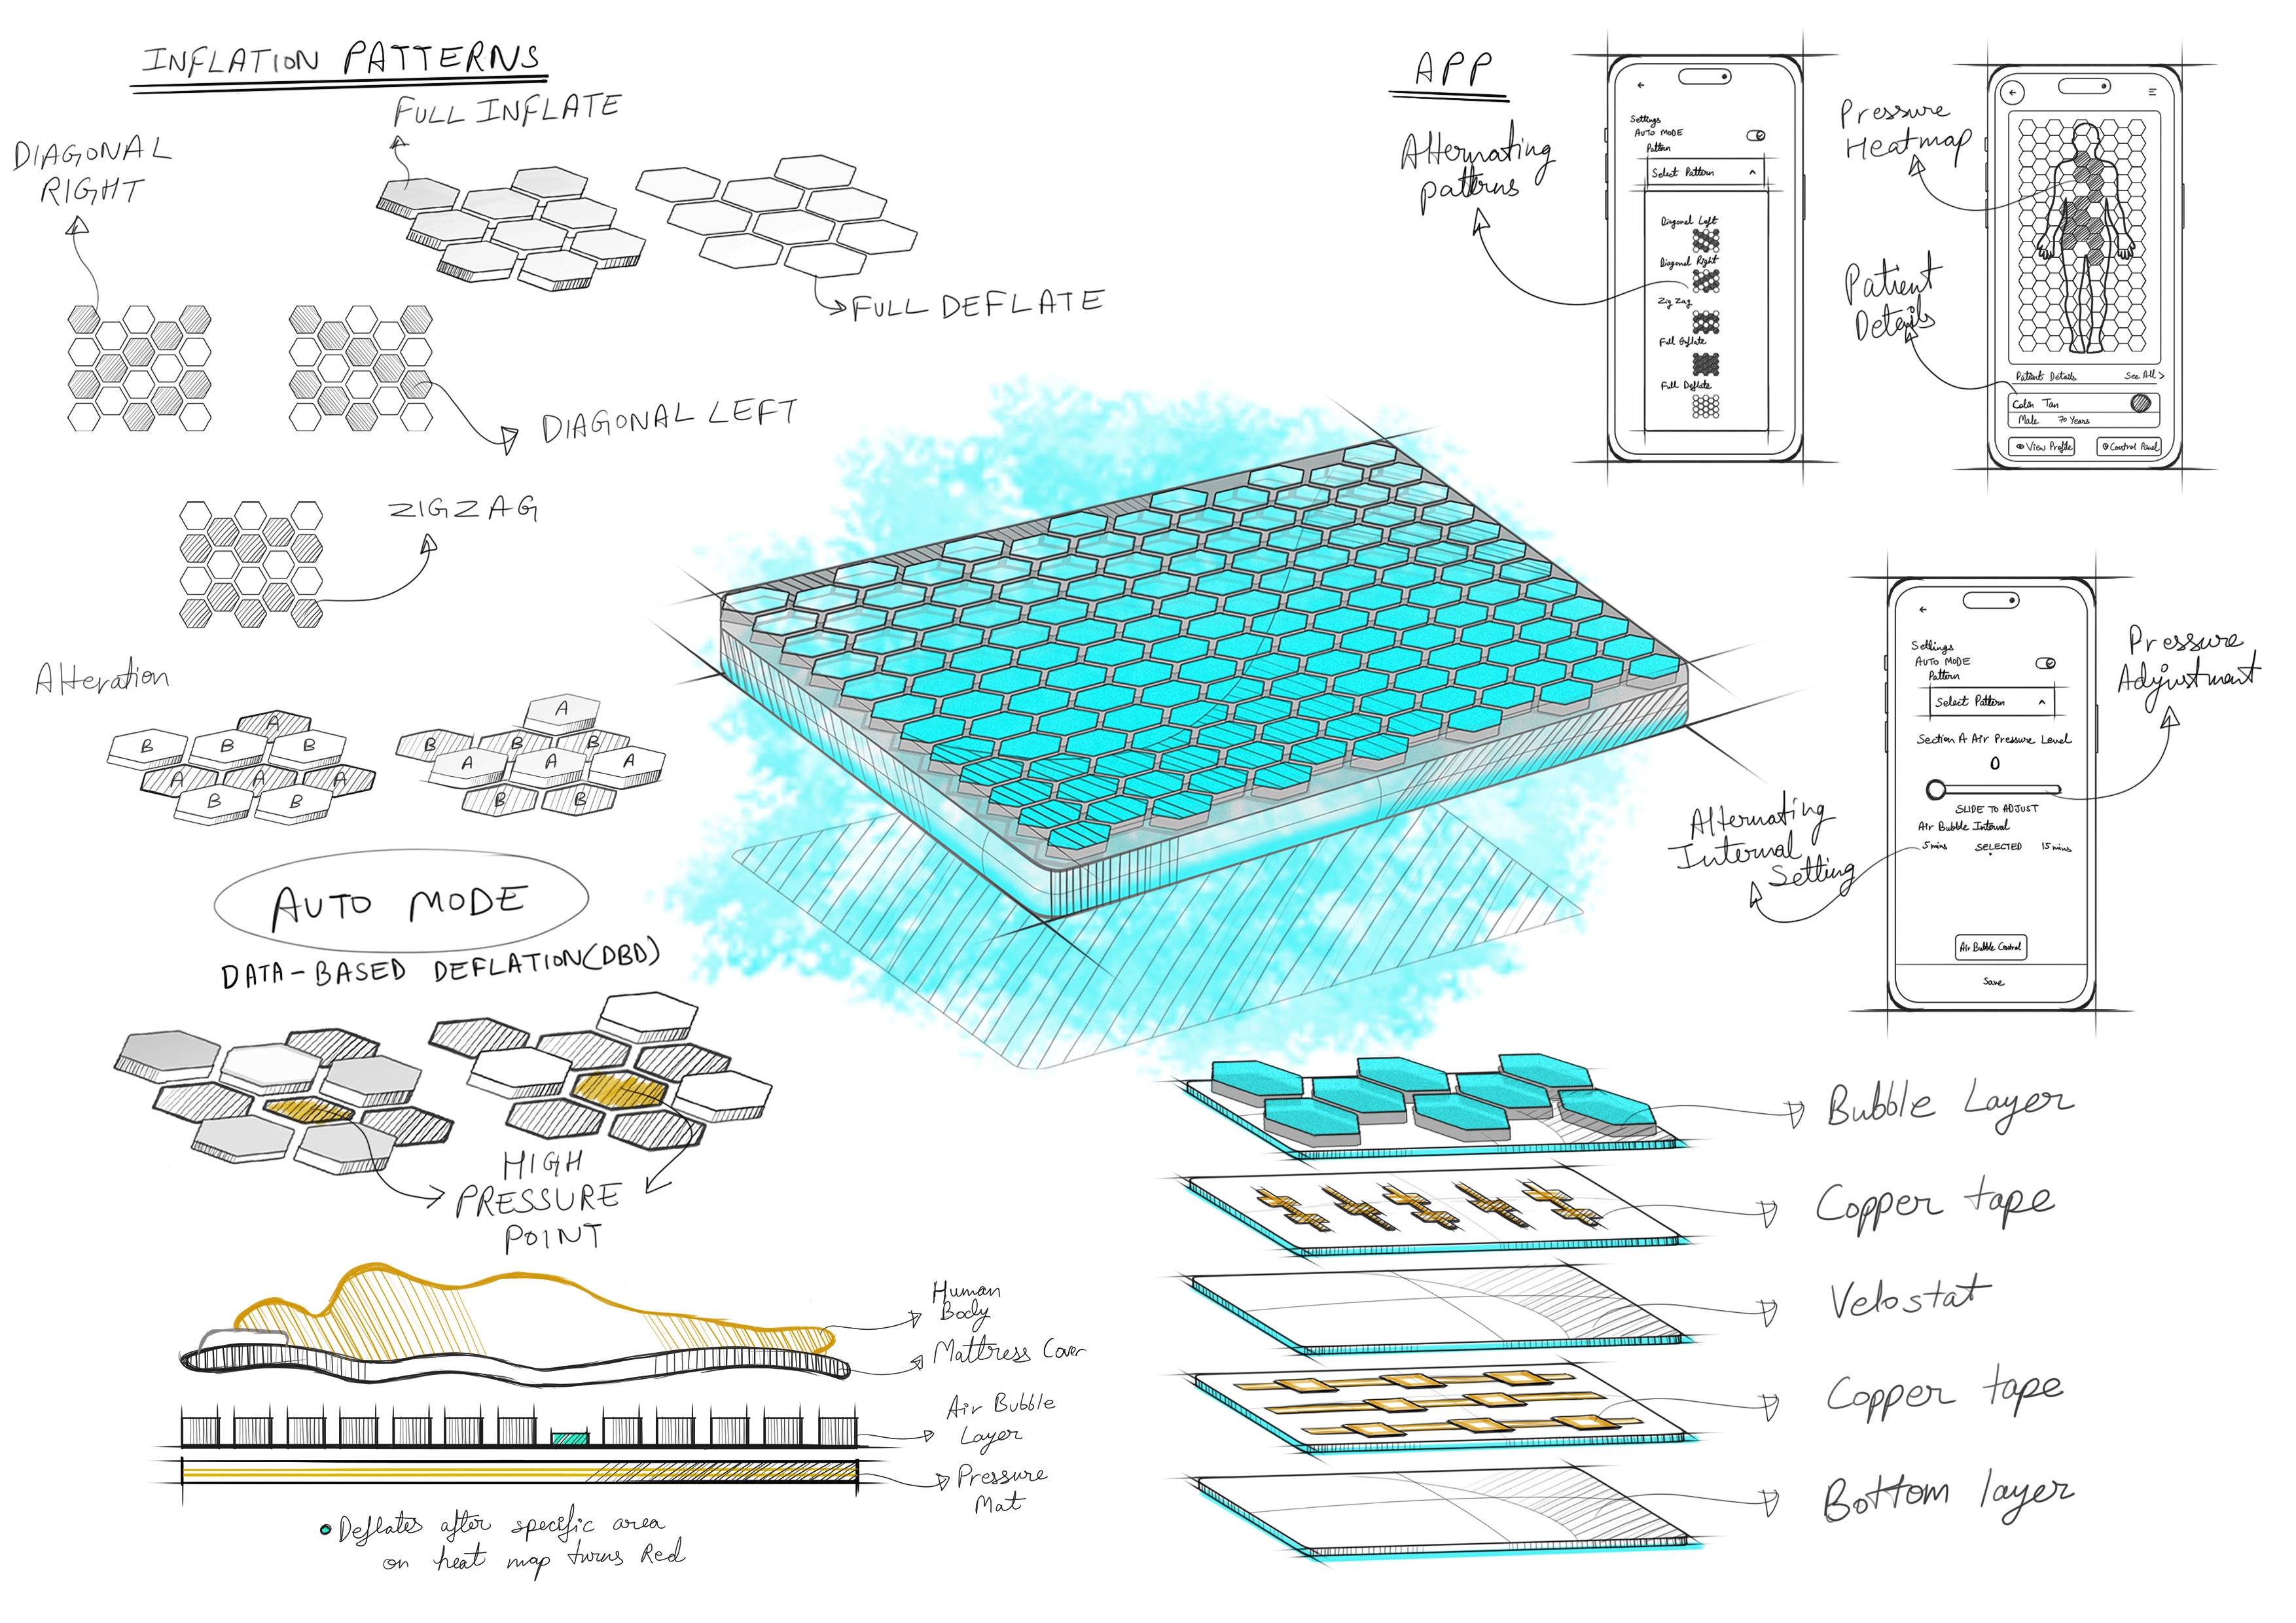 INFLATION PATTERNS
FULL INFLATE
DIAGONAL
RIGHT
FULL DEFLATE
DIAGONAL LEFT
ZIGZAG
Alteration
A
B
B
B
A
A
A
B
B
A
B
B
B
A
A
A
B
B
AUTO MODE
DATA-BASED DEFLATION(DBD)
HIGH
PRESSURE
POINT
Human
Body
Mattress Cover
Air Bubble
Layer
Pressure
Mat
Deflates after specific area
on heat map turns Red
APP
Alternating
patterns
Settings
AUTO MODE
Pattern
Select Pattern
Diagonal Left
Diagonal Right
Zig Zag
Full Inflate
Full Deflate
Pressure
Heatmap
Patient
Details
Patient Details
See All >
Colin Tan
Male 70 Years
View Profile
Control Panel
Settings
AUTO MODE
Pattern
Select Pattern
Section A Air Pressure Level
0
SLIDE TO ADJUST
Air Bubble Interval
5 mins SELECTED 15 mins
Air Bubble Control
Save
Pressure
Adjustment
Alternating
Internal
Setting
Bubble Layer
Copper tape
Velostat
Copper tape
Bottom layer